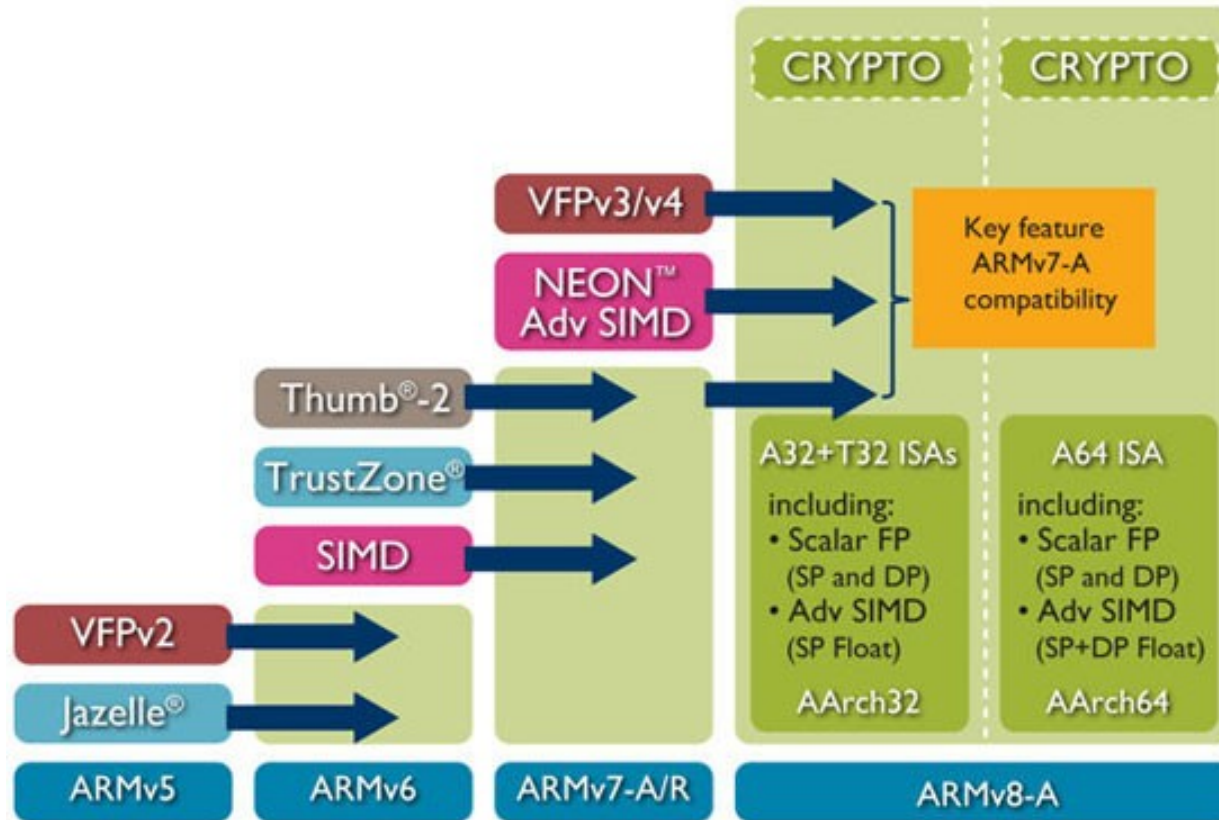 CRYPTO
CRYPTO
VFPv3/v4
Key feature
ARMv7-A
compatibility
NEON™
Adv SIMD
Thumb®-2
TrustZone®
SIMD
VFPv2
Jazelle®
A32+T32 ISAs
including:
• Scalar FP
(SP and DP)
• Adv SIMD
(SP Float)
AArch32
A64 ISA
including:
• Scalar FP
(SP and DP)
• Adv SIMD
(SP+DP Float)
AArch64
ARMv5
ARMv6
ARMv7-A/R
ARMv8-A